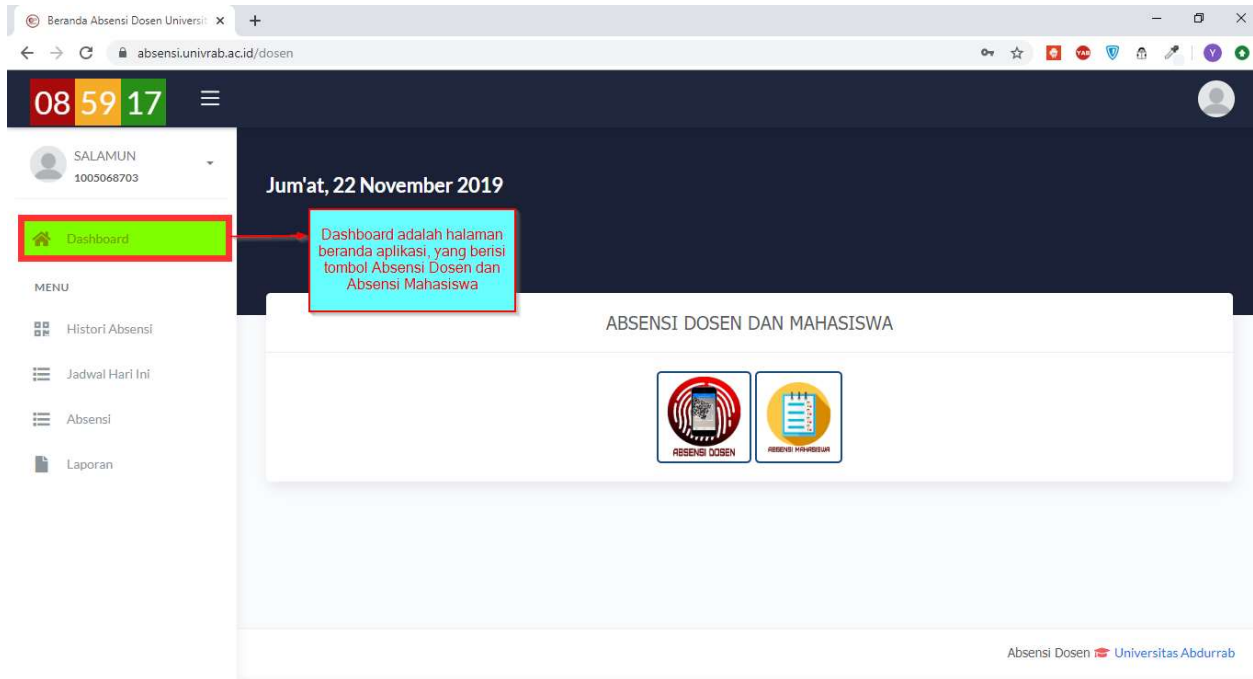 Beranda Absensi Dosen Universit
absensi.univrab.ac.id/dosen
YAB
Y
08 59 17
SALAMUN
1005068703
Jum'at, 22 November 2019
Dashboard
Dashboard adalah halaman
beranda aplikasi, yang berisi
tombol Absensi Dosen dan
Absensi Mahasiswa
MENU
Histori Absensi
Jadwal Hari Ini
Absensi
Laporan
ABSENSI DOSEN DAN MAHASISWA
ABSENSI DOSEN
ABSENSI MAHASISWA
Absensi Dosen Universitas Abdurrab